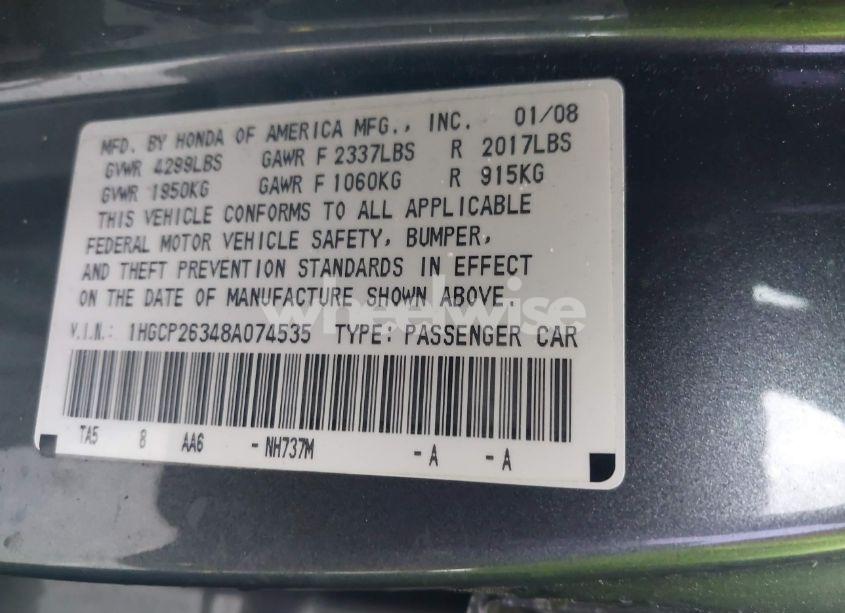 MFD. BY HONDA OF AMERICA MFG., INC. 01/08
GVWR 4299LBS GAWR F 2337LBS R 2017LBS
GVWR 1950KG GAWR F 1060KG R 915KG
THIS VEHICLE CONFORMS TO ALL APPLICABLE
FEDERAL MOTOR VEHICLE SAFETY, BUMPER,
AND THEFT PREVENTION STANDARDS IN EFFECT
ON THE DATE OF MANUFACTURE SHOWN ABOVE.
wheelwise
V.I.N.: 1HGCP26348A074535 TYPE: PASSENGER CAR
TA5 8 AA6 - NH737M - A - A